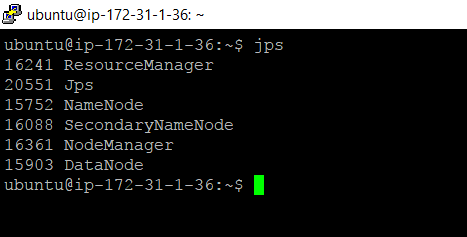 ubuntu@ip-172-31-1-36: ~
ubuntu@ip-172-31-1-36:~$ jps
16241 ResourceManager
20551 Jps
15752 NameNode
16088 SecondaryNameNode
16361 NodeManager
15903 DataNode
ubuntu@ip-172-31-1-36:~$